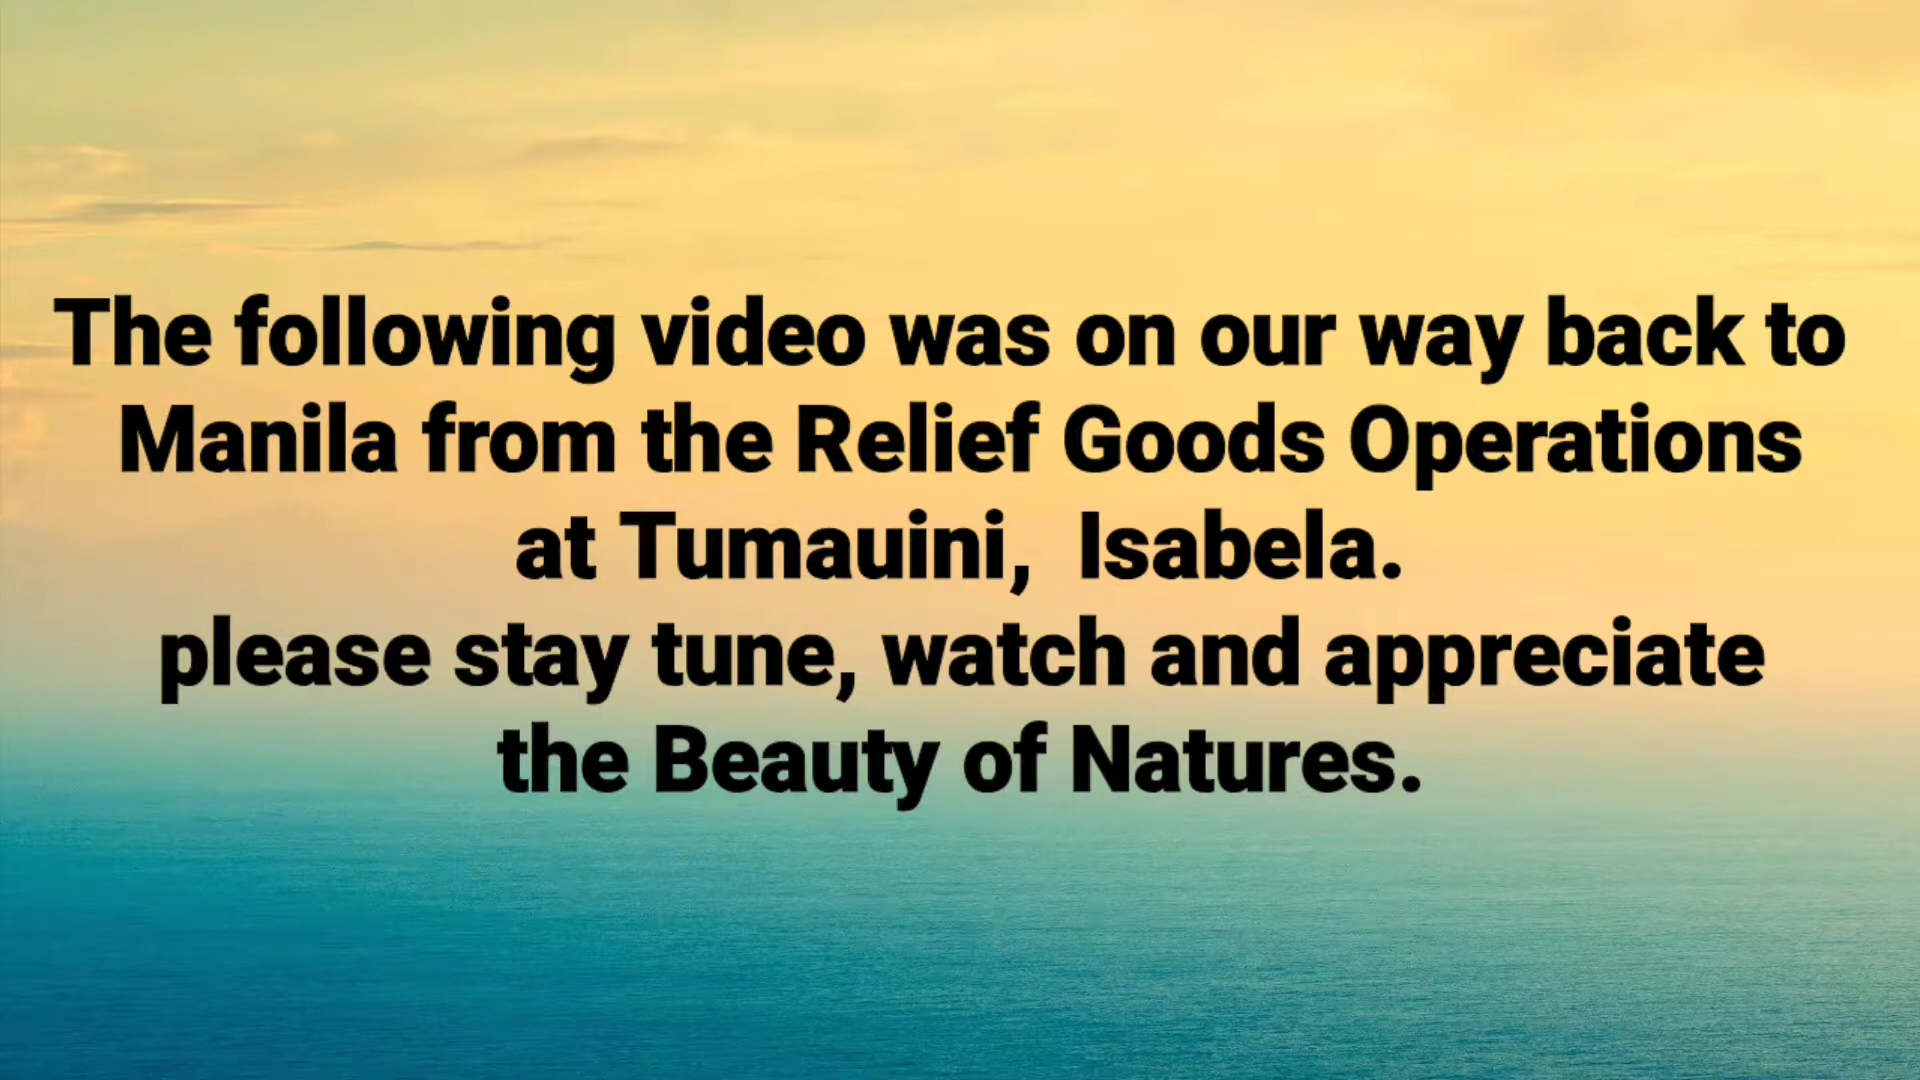 The following video was on our way back to
Manila from the Relief Goods Operations
at Tumauini,  Isabela.
please stay tune, watch and appreciate
the Beauty of Natures.